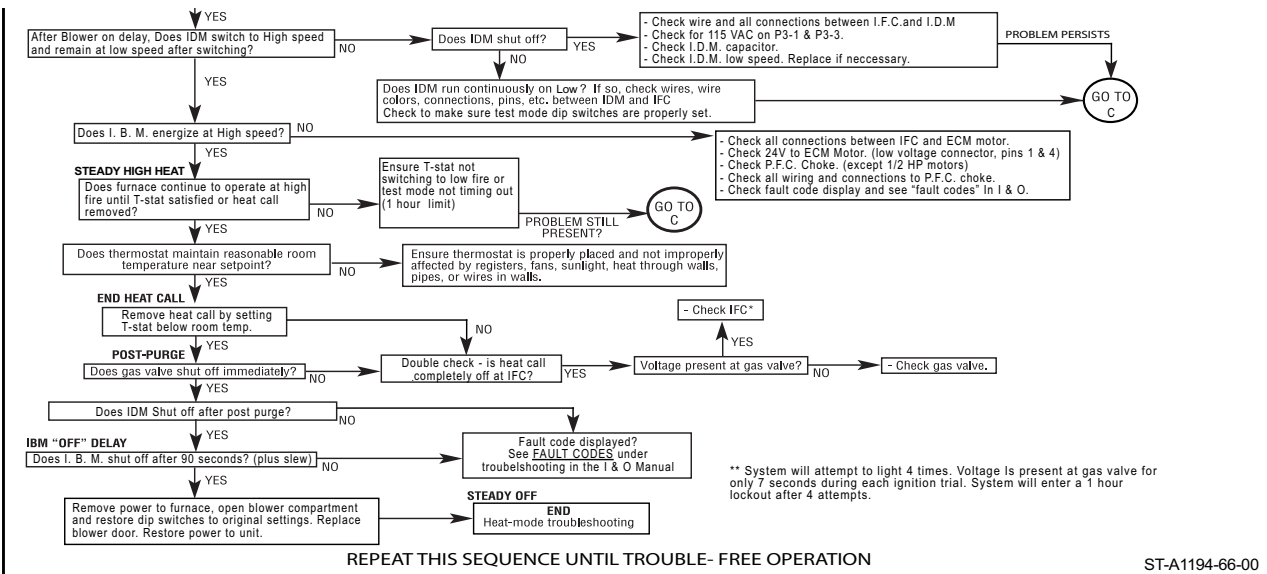 YES
After Blower on delay, Does IDM switch to High speed
and remain at low speed after switching?
NO
Does IDM shut off?
YES
- Check wire and all connections between I.F.C.and I.D.M
- Check for 115 VAC on P3-1 & P3-3.
- Check I.D.M. capacitor.
- Check I.D.M. low speed. Replace if neccessary.
PROBLEM PERSISTS
NO
YES
Does IDM run continuously on Low? If so, check wires, wire
colors, connections, pins, etc. between IDM and IFC
Check to make sure test mode dip switches are properly set.
GO TO
C
Does I. B. M. energize at High speed?
NO
- Check all connections between IFC and ECM motor.
- Check 24V to ECM Motor. (low voltage connector, pins 1 & 4)
- Check P.F.C. Choke. (except 1/2 HP motors)
- Check all wiring and connections to P.F.C. choke.
- Check fault code display and see "fault codes" In I & O.
YES
STEADY HIGH HEAT
Does furnace continue to operate at high
fire until T-stat satisfied or heat call
removed?
NO
Ensure T-stat not
switching to low fire or
test mode not timing out
(1 hour limit)
PROBLEM STILL
PRESENT?
GO TO
C
YES
Does thermostat maintain reasonable room
temperature near setpoint?
NO
Ensure thermostat is properly placed and not improperly
affected by registers, fans, sunlight, heat through walls,
pipes, or wires in walls.
YES
END HEAT CALL
Remove heat call by setting
T-stat below room temp.
NO
- Check IFC*
YES
YES
POST-PURGE
Does gas valve shut off immediately?
NO
Double check - is heat call
completely off at IFC?
YES
Voltage present at gas valve?
NO
- Check gas valve.
YES
Does IDM Shut off after post purge?
NO
YES
IBM "OFF" DELAY
Does I. B. M. shut off after 90 seconds? (plus slew)
NO
Fault code displayed?
See FAULT CODES under
troubelshooting in the I & O Manual
** System will attempt to light 4 times. Voltage Is present at gas valve for
only 7 seconds during each ignition trial. System will enter a 1 hour
lockout after 4 attempts.
YES
Remove power to furnace, open blower compartment
and restore dip switches to original settings. Replace
blower door. Restore power to unit.
STEADY OFF
END
Heat-mode troubleshooting
REPEAT THIS SEQUENCE UNTIL TROUBLE- FREE OPERATION
ST-A1194-66-00